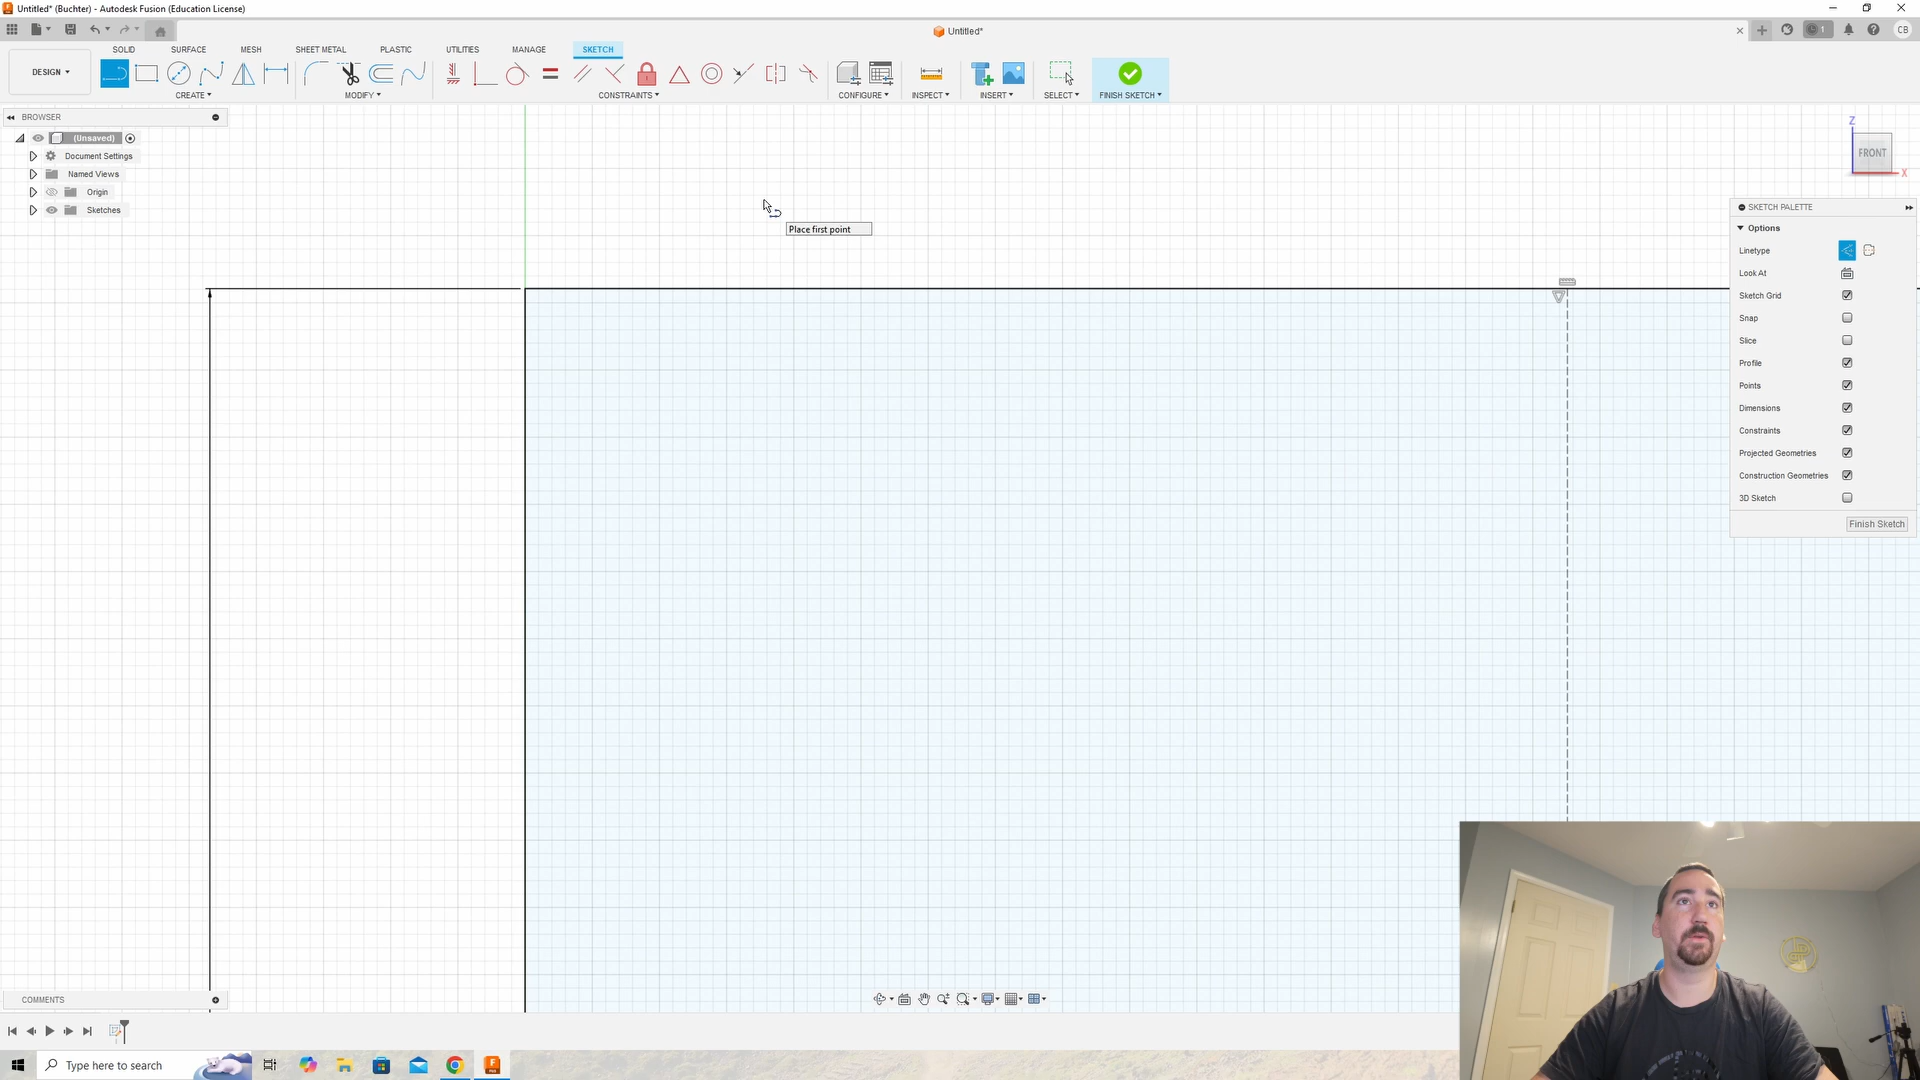 Untitled* (Buchter) - Autodesk Fusion (Education License)
Untitled*
1
CB
DESIGN
SOLID
SURFACE
MESH
SHEET METAL
PLASTIC
UTILITIES
MANAGE
SKETCH
CREATE
MODIFY
CONSTRAINTS
CONFIGURE
INSPECT
INSERT
SELECT
FINISH SKETCH
BROWSER
(Unsaved)
Document Settings
Named Views
Origin
Sketches
Place first point
Z
FRONT
X
SKETCH PALETTE
Options
Linetype
Look At
Sketch Grid
Snap
Slice
Profile
Points
Dimensions
Constraints
Projected Geometries
Construction Geometries
3D Sketch
Finish Sketch
COMMENTS
Type here to search